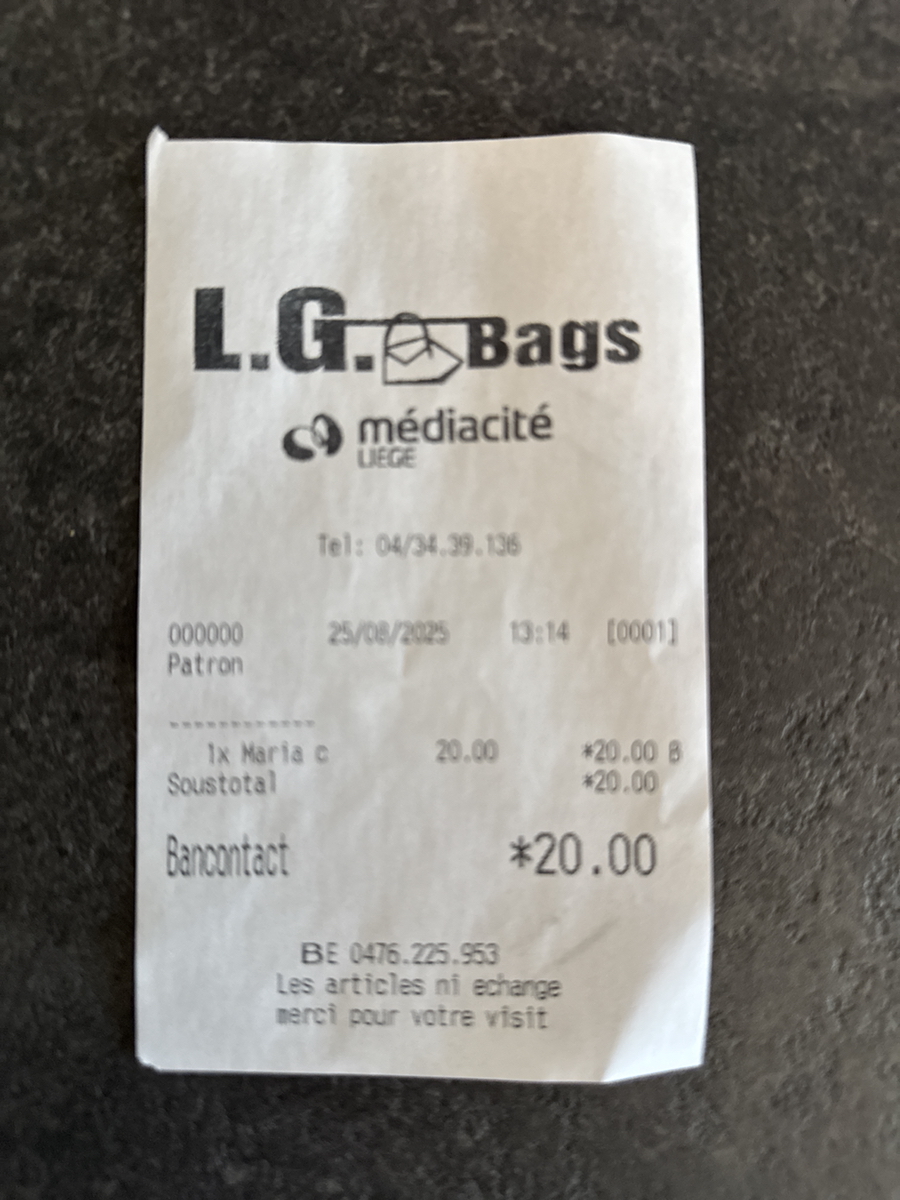 L.G. Bags
médiacité
LIEGE
Tel: 04/34.39.136
000000 25/08/2025 13:14 [0001]
Patron
------------
1x Maria c 20.00 *20.00 B
Soustotal *20.00
Bancontact *20.00
BE 0476.225.953
Les articles ni echange
merci pour votre visit